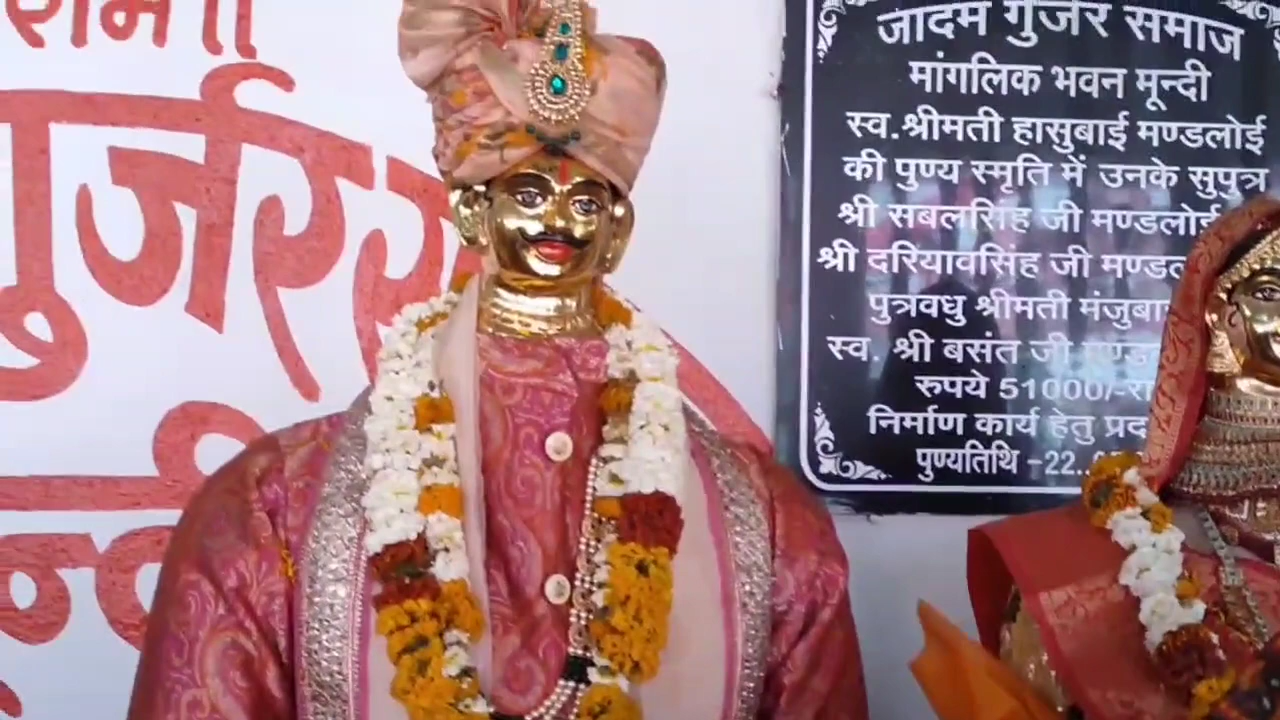 गुर्जर
जादम गुर्जर समाज
मांगलिक भवन मून्दी
स्व.श्रीमती हासुबाई मण्डलोई
की पुण्य स्मृति में उनके सुपुत्र
श्री सबलसिंह जी मण्डलोई
श्री दरियावसिंह जी
पुत्रवधु श्रीमती
स्व. श्री बसंत जी
रुपये 51000/-
निर्माण कार्य हेतु
पुण्यतिथि -22..